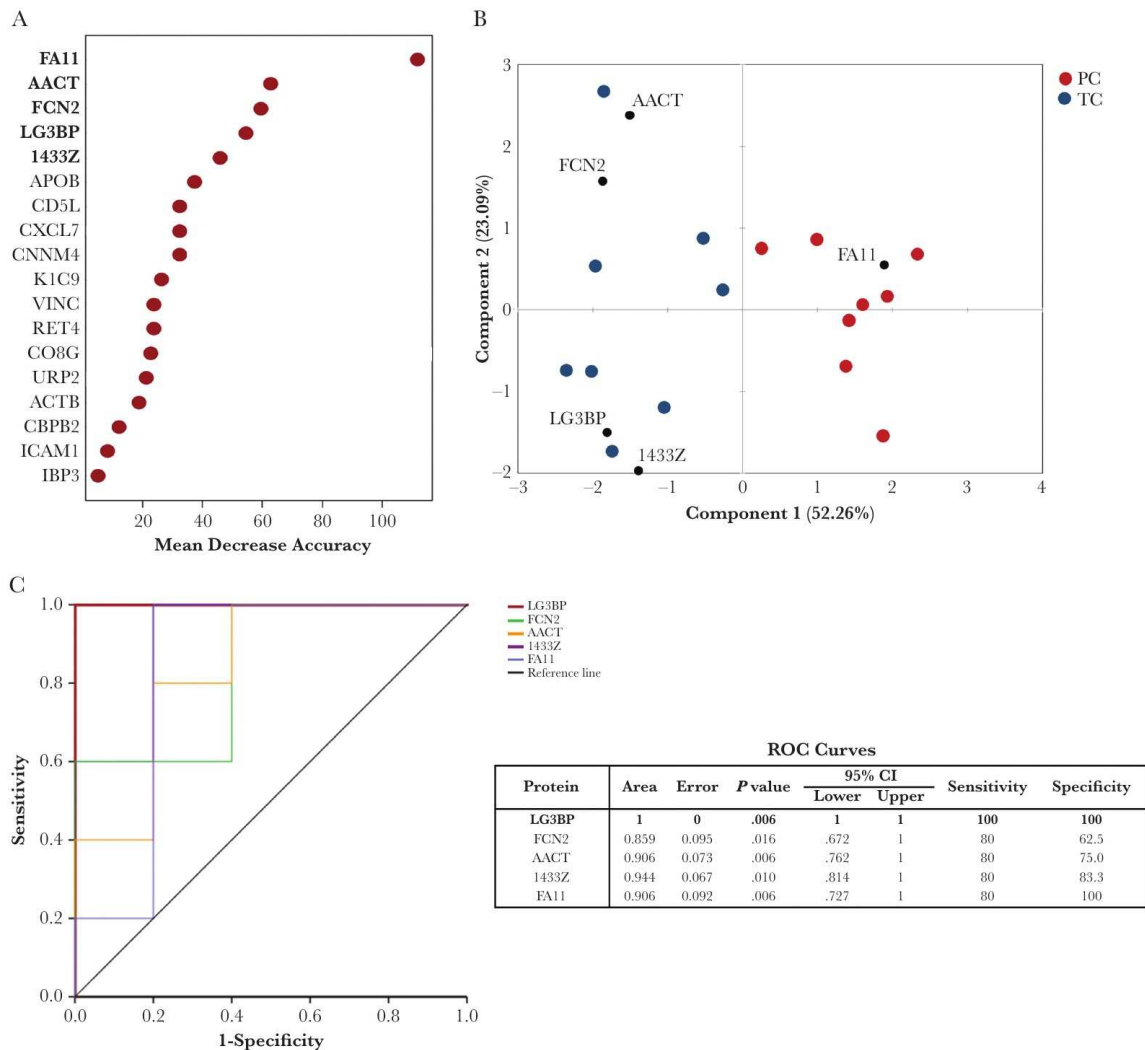 A
FA11
AACT
FCN2
LG3BP
1433Z
APOB
CD5L
CXCL7
CNNM4
K1C9
VINC
RET4
CO8G
URP2
ACTB
CBPB2
ICAM1
IBP3
20 40 60 80 100
Mean Decrease Accuracy
B
PC
TC
3
2
1
0
−1
−2
Component 2 (23.09%)
AACT
FCN2
FA11
LG3BP
1433Z
−3 −2 −1 0 1 2 3 4
Component 1 (52.26%)
C
1.0
0.8
0.6
0.4
0.2
0.0
Sensitivity
0.0 0.2 0.4 0.6 0.8 1.0
1-Specificity
LG3BP
FCN2
AACT
1433Z
FA11
Reference line
ROC Curves
Protein Area Error P value 95% CI Sensitivity Specificity
Lower Upper
LG3BP 1 0 .006 1 1 100 100
FCN2 0.859 0.095 .016 .672 1 80 62.5
AACT 0.906 0.073 .006 .762 1 80 75.0
1433Z 0.944 0.067 .010 .814 1 80 83.3
FA11 0.906 0.092 .006 .727 1 80 100